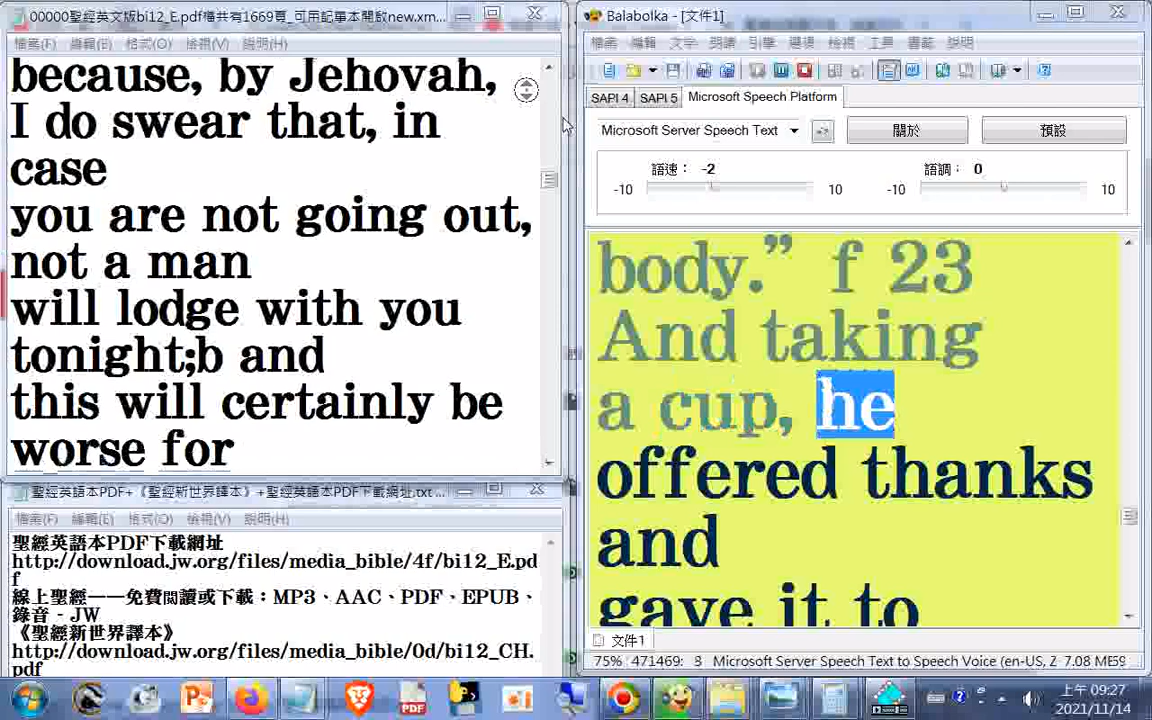 00000聖經英文版bi12_E.pdf檔共有1669頁_可用記事本開啟new.xm...
檔案(F) 編輯(E) 格式(O) 檢視(V) 說明(H)
because, by Jehovah,
I do swear that, in
case
you are not going out,
not a man
will lodge with you
tonight;b and
this will certainly be
worse for
聖經英語本PDF+《聖經新世界譯本》+聖經英語本PDF下載網址.txt ...
檔案(F) 編輯(E) 格式(O) 檢視(V) 說明(H)
聖經英語本PDF下載網址
http://download.jw.org/files/media_bible/4f/bi12_E.pd
f
線上聖經——免費閱讀或下載：MP3、AAC、PDF、EPUB、
錄音 - JW
《聖經新世界譯本》
http://download.jw.org/files/media_bible/0d/bi12_CH.
pdf
Balabolka - [文件1]
檔案 編輯 文字 朗讀 引擎 選項 檢視 工具 書籤 說明
SAPI 4 SAPI 5 Microsoft Speech Platform
Microsoft Server Speech Text 關於 預設
語速： -2 語調： 0
-10 10 -10 10
body.” f 23
And taking
a cup, he
offered thanks
and
gave it to
文件1
75% 471469: 3 Microsoft Server Speech Text to Speech Voice (en-US, Z 7.08 ME59
PDF
上午 09:27
2021/11/14